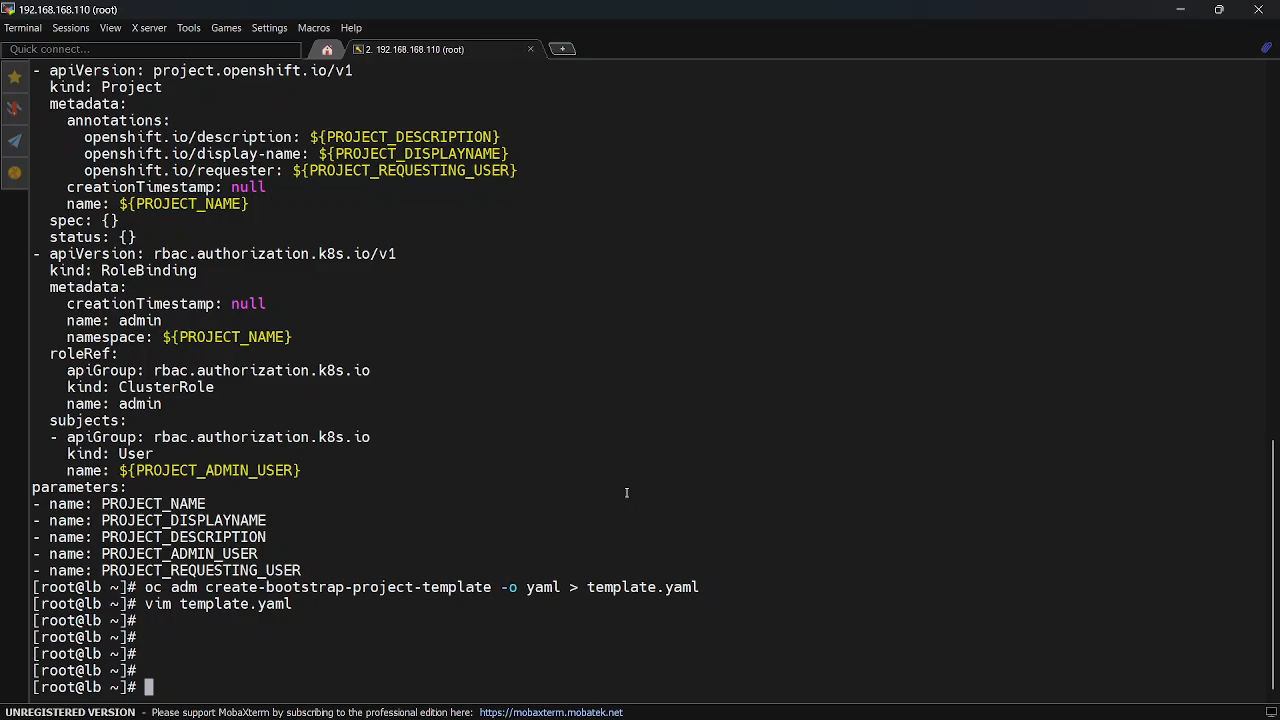 192.168.168.110 (root)
Terminal Sessions View X server Tools Games Settings Macros Help
Quick connect...
2. 192.168.168.110 (root)
- apiVersion: project.openshift.io/v1
  kind: Project
  metadata:
    annotations:
      openshift.io/description: ${PROJECT_DESCRIPTION}
      openshift.io/display-name: ${PROJECT_DISPLAYNAME}
      openshift.io/requester: ${PROJECT_REQUESTING_USER}
    creationTimestamp: null
    name: ${PROJECT_NAME}
  spec: {}
  status: {}
- apiVersion: rbac.authorization.k8s.io/v1
  kind: RoleBinding
  metadata:
    creationTimestamp: null
    name: admin
    namespace: ${PROJECT_NAME}
  roleRef:
    apiGroup: rbac.authorization.k8s.io
    kind: ClusterRole
    name: admin
  subjects:
  - apiGroup: rbac.authorization.k8s.io
    kind: User
    name: ${PROJECT_ADMIN_USER}
parameters:
- name: PROJECT_NAME
- name: PROJECT_DISPLAYNAME
- name: PROJECT_DESCRIPTION
- name: PROJECT_ADMIN_USER
- name: PROJECT_REQUESTING_USER
[root@lb ~]# oc adm create-bootstrap-project-template -o yaml > template.yaml
[root@lb ~]# vim template.yaml
[root@lb ~]#
[root@lb ~]#
[root@lb ~]#
[root@lb ~]#
[root@lb ~]#
UNREGISTERED VERSION - Please support MobaXterm by subscribing to the professional edition here: https://mobaxterm.mobatek.net